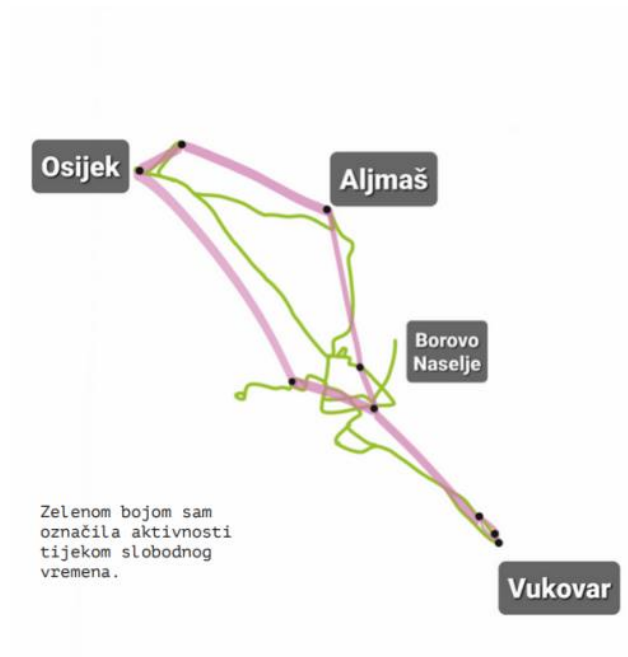 Osijek
Aljmaš
Borovo
Naselje
Zelenom bojom sam
označila aktivnosti
tijekom slobodnog
vremena.
Vukovar